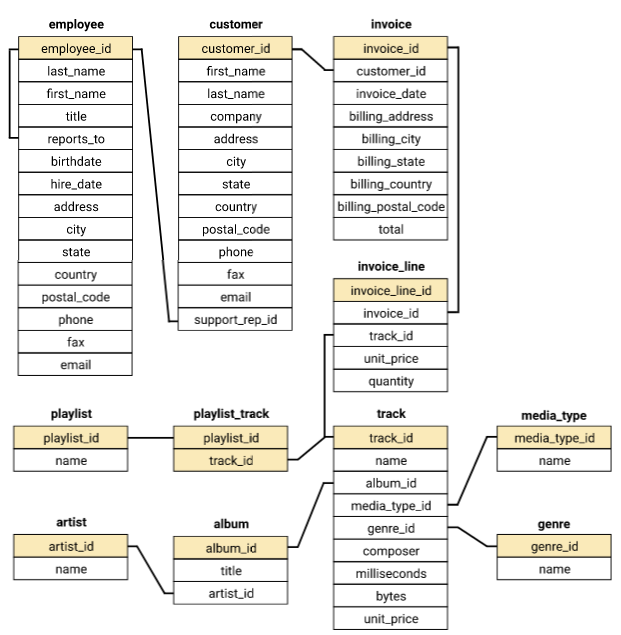 employee
employee_id
last_name
first_name
title
reports_to
birthdate
hire_date
address
city
state
country
postal_code
phone
fax
email
customer
customer_id
first_name
last_name
company
address
city
state
country
postal_code
phone
fax
email
support_rep_id
invoice
invoice_id
customer_id
invoice_date
billing_address
billing_city
billing_state
billing_country
billing_postal_code
total
invoice_line
invoice_line_id
invoice_id
track_id
unit_price
quantity
playlist
playlist_id
name
playlist_track
playlist_id
track_id
track
track_id
name
album_id
media_type_id
genre_id
composer
milliseconds
bytes
unit_price
media_type
media_type_id
name
artist
artist_id
name
album
album_id
title
artist_id
genre
genre_id
name